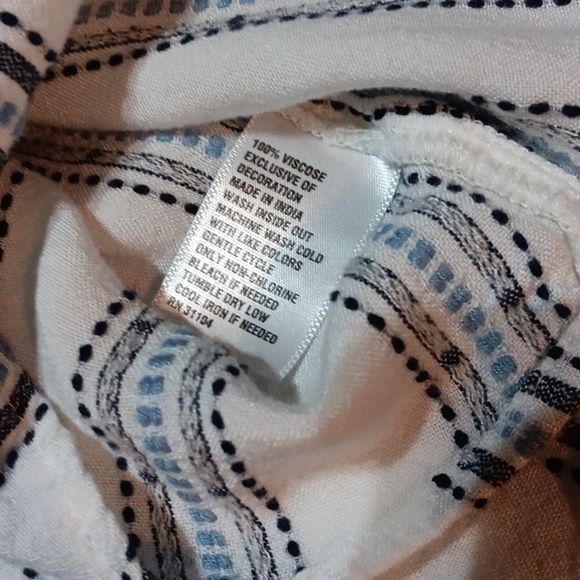 100% VISCOSE
EXCLUSIVE OF
DECORATION
MADE IN INDIA
WASH INSIDE OUT
MACHINE WASH COLD
WITH LIKE COLORS
GENTLE CYCLE
ONLY NON-CHLORINE
BLEACH IF NEEDED
TUMBLE DRY LOW
COOL IRON IF NEEDED
RN 31104